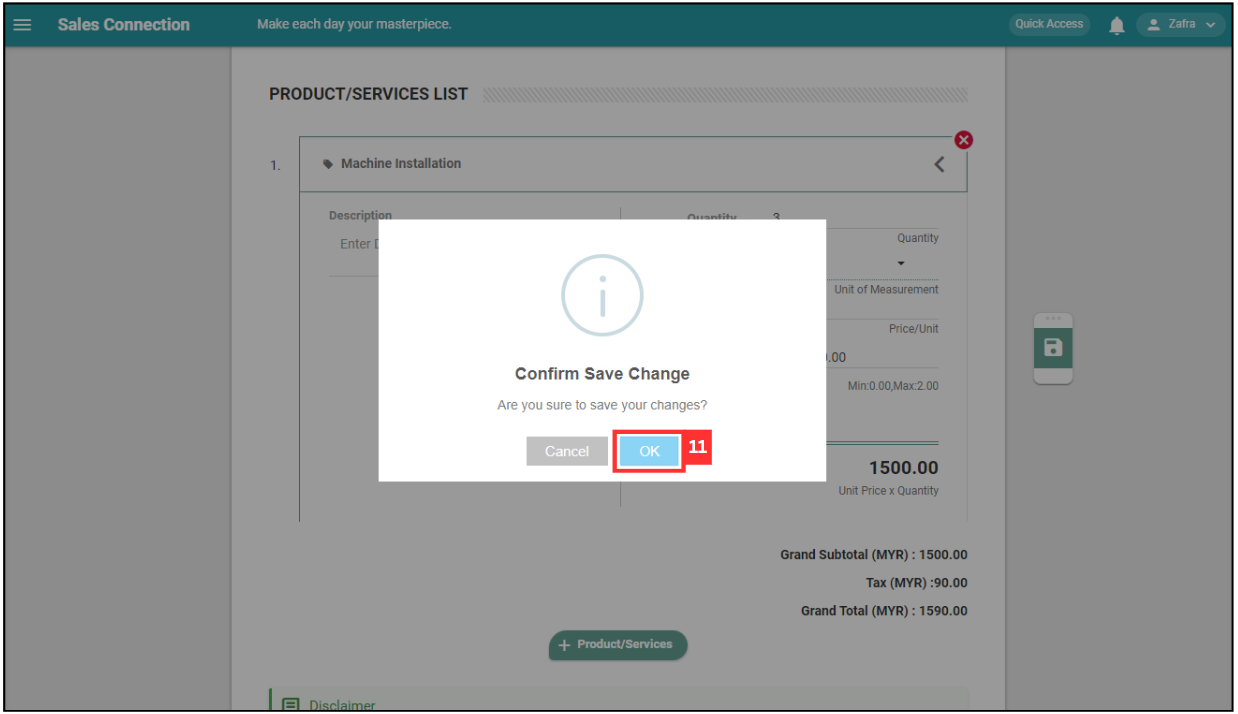 Sales Connection Make each day your masterpiece. Quick Access Zafra
PRODUCT/SERVICES LIST
1. Machine Installation
Description Quantity 3
Enter D Quantity
Unit of Measurement
Price/Unit
.00
Min:0.00,Max:2.00
Confirm Save Change
Are you sure to save your changes?
Cancel OK 11
1500.00
Unit Price x Quantity
Grand Subtotal (MYR) : 1500.00
Tax (MYR) :90.00
Grand Total (MYR) : 1590.00
+ Product/Services
Disclaimer